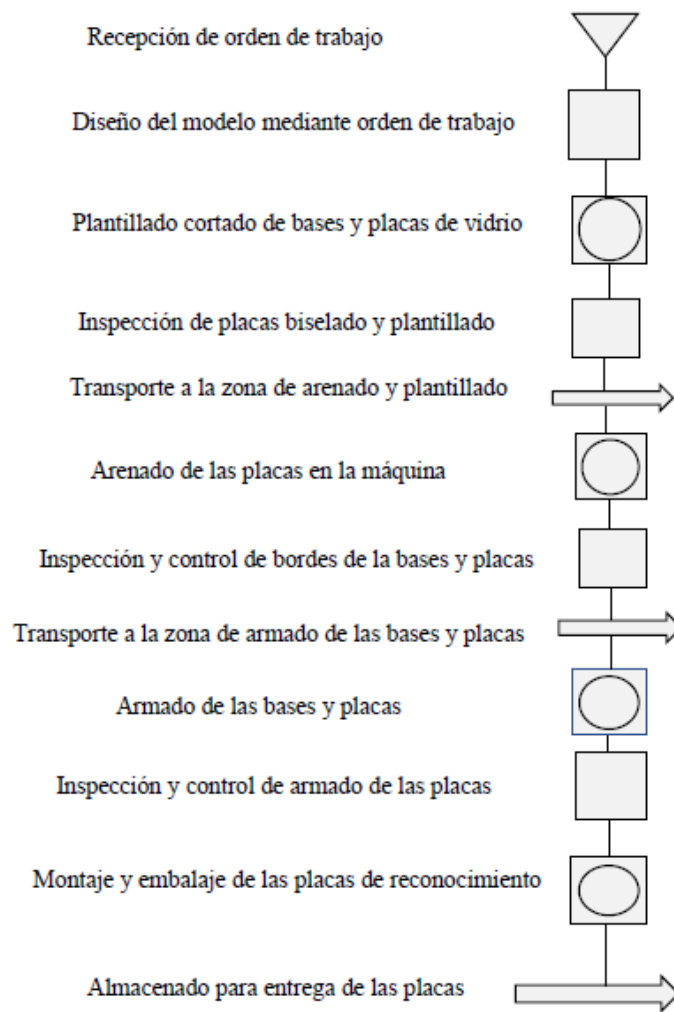 Recepción de orden de trabajo
Diseño del modelo mediante orden de trabajo
Plantillado cortado de bases y placas de vidrio
Inspección de placas biselado y plantillado
Transporte a la zona de arenado y plantillado
Arenado de las placas en la máquina
Inspección y control de bordes de la bases y placas
Transporte a la zona de armado de las bases y placas
Armado de las bases y placas
Inspección y control de armado de las placas
Montaje y embalaje de las placas de reconocimiento
Almacenado para entrega de las placas